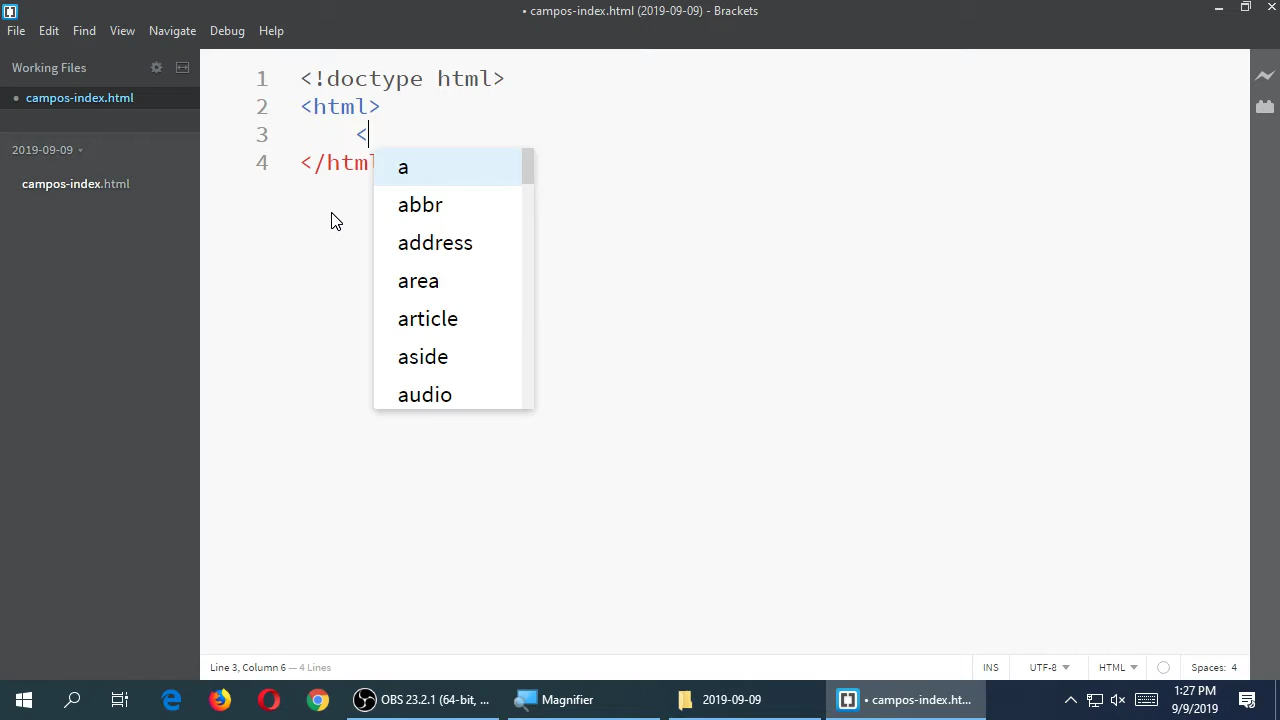 • campos-index.html (2019-09-09) - Brackets
File Edit Find View Navigate Debug Help
Working Files
• campos-index.html
2019-09-09
campos-index.html
1 <!doctype html>
2 <html>
3 <
4 </html
a
abbr
address
area
article
aside
audio
Line 3, Column 6 — 4 Lines
INS UTF-8 HTML Spaces: 4
OBS 23.2.1 (64-bit, ...
Magnifier
2019-09-09
• campos-index.ht...
1:27 PM
9/9/2019